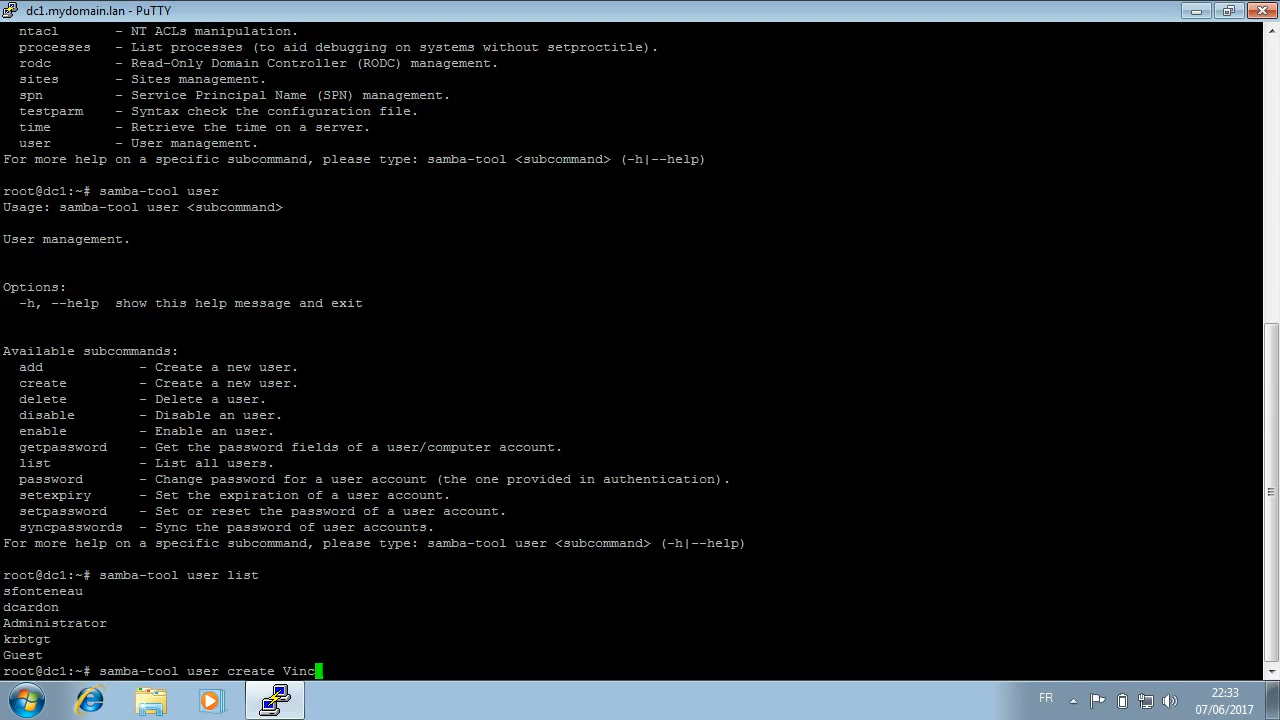 dc1.mydomain.lan - PuTTY
ntacl       - NT ACLs manipulation.
processes   - List processes (to aid debugging on systems without setproctitle).
rodc        - Read-Only Domain Controller (RODC) management.
sites       - Sites management.
spn         - Service Principal Name (SPN) management.
testparm    - Syntax check the configuration file.
time        - Retrieve the time on a server.
user        - User management.
For more help on a specific subcommand, please type: samba-tool <subcommand> (-h|--help)
root@dc1:~# samba-tool user
Usage: samba-tool user <subcommand>
User management.
Options:
-h, --help  show this help message and exit
Available subcommands:
add            - Create a new user.
create         - Create a new user.
delete         - Delete a user.
disable        - Disable an user.
enable         - Enable an user.
getpassword    - Get the password fields of a user/computer account.
list           - List all users.
password       - Change password for a user account (the one provided in authentication).
setexpiry      - Set the expiration of a user account.
setpassword    - Set or reset the password of a user account.
syncpasswords  - Sync the password of user accounts.
For more help on a specific subcommand, please type: samba-tool user <subcommand> (-h|--help)
root@dc1:~# samba-tool user list
sfonteneau
dcardon
Administrator
krbtgt
Guest
root@dc1:~# samba-tool user create Vinc
FR
22:33
07/06/2017